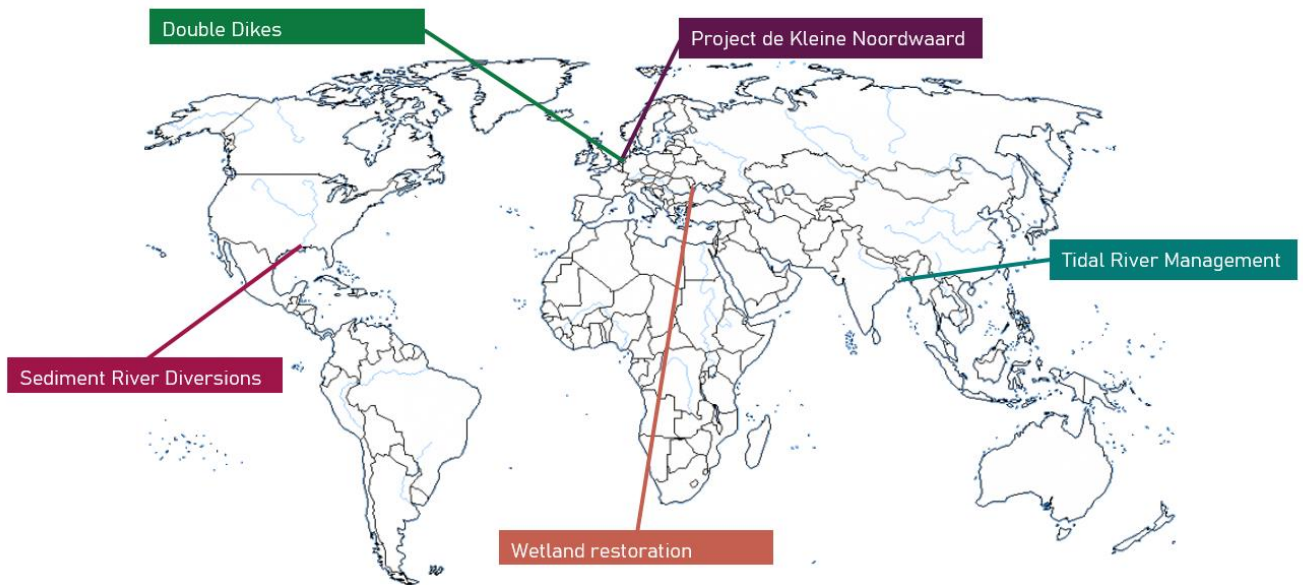 Double Dikes
Project de Kleine Noordwaard
Tidal River Management
Sediment River Diversions
Wetland restoration